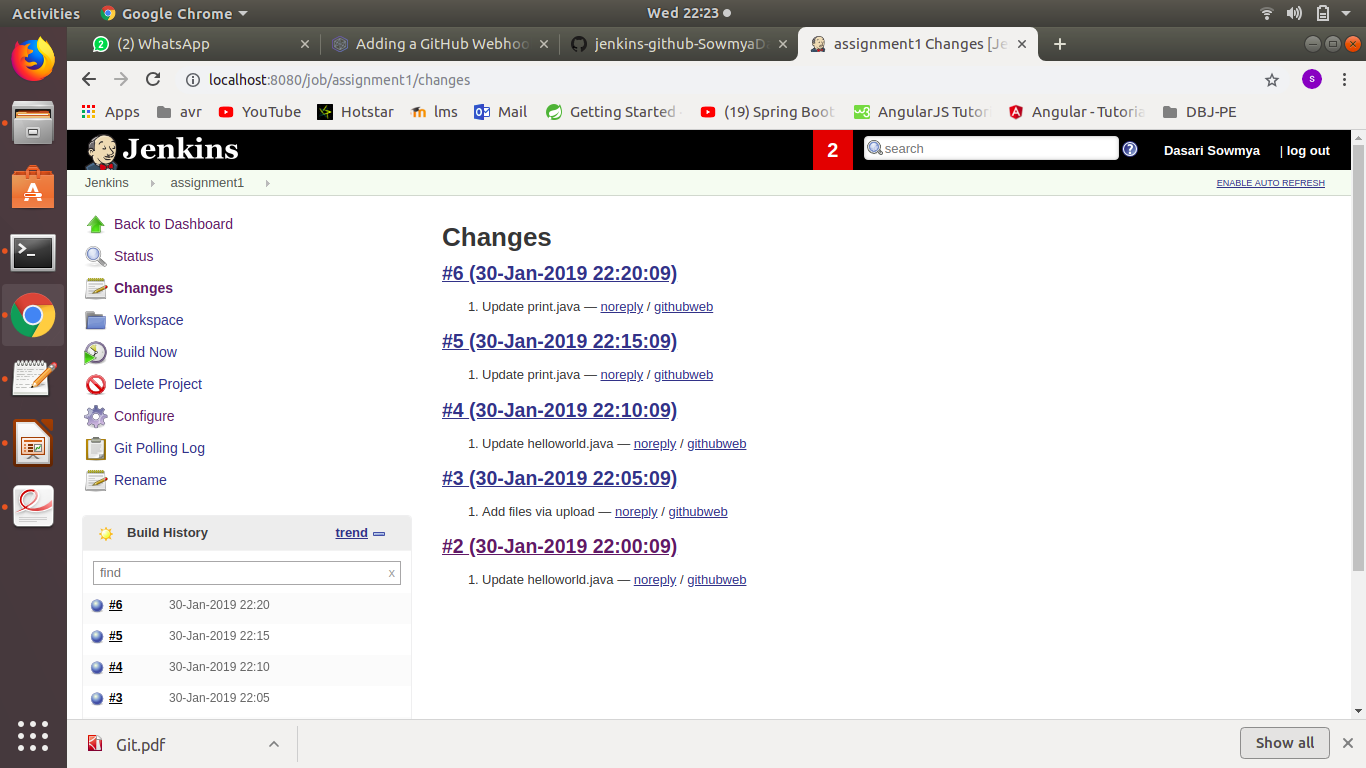 Activities Google Chrome Wed 22:23
(2) WhatsApp Adding a GitHub Webhoo jenkins-github-SowmyaDa assignment1 Changes [Je
localhost:8080/job/assignment1/changes s
Apps avr YouTube Hotstar lms Mail Getting Started (19) Spring Boot AngularJS Tutor Angular - Tutoria DBJ-PE
Jenkins 2 search ? Dasari Sowmya | log out
Jenkins assignment1 ENABLE AUTO REFRESH
Back to Dashboard
Status
Changes
Workspace
Build Now
Delete Project
Configure
Git Polling Log
Rename
Build History trend
find x
#6 30-Jan-2019 22:20
#5 30-Jan-2019 22:15
#4 30-Jan-2019 22:10
#3 30-Jan-2019 22:05
Changes
#6 (30-Jan-2019 22:20:09)
1. Update print.java — noreply / githubweb
#5 (30-Jan-2019 22:15:09)
1. Update print.java — noreply / githubweb
#4 (30-Jan-2019 22:10:09)
1. Update helloworld.java — noreply / githubweb
#3 (30-Jan-2019 22:05:09)
1. Add files via upload — noreply / githubweb
#2 (30-Jan-2019 22:00:09)
1. Update helloworld.java — noreply / githubweb
Git.pdf Show all